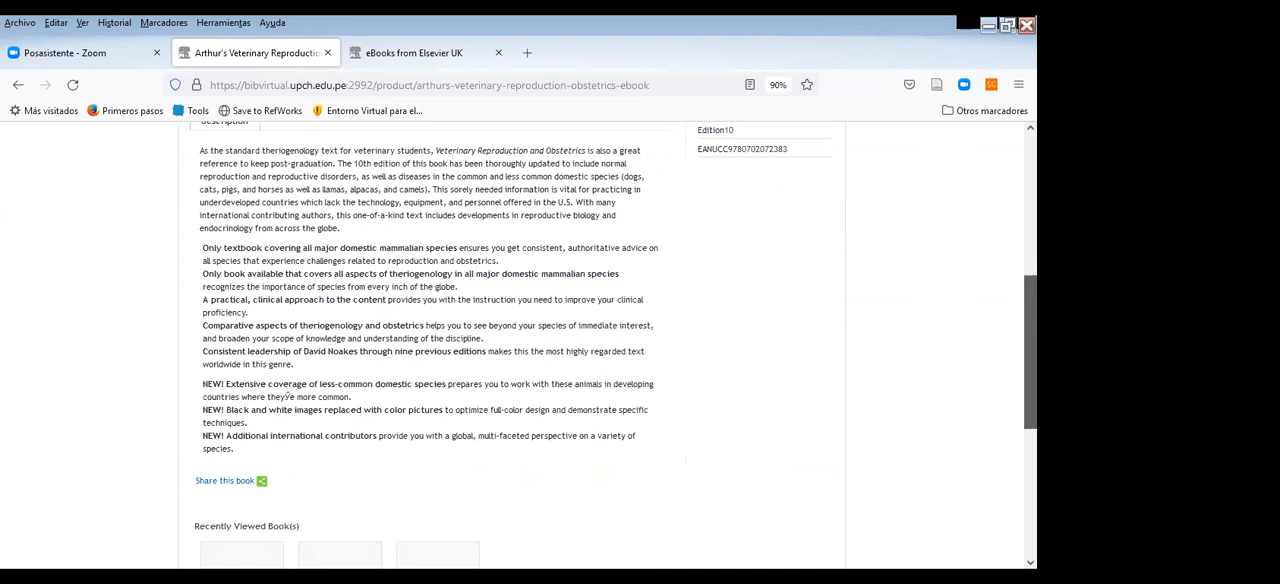 Archivo Editar Ver Historial Marcadores Herramientas Ayuda
Posasistente - Zoom
Arthur's Veterinary Reproductio
eBooks from Elsevier UK
https://bibvirtual.upch.edu.pe:2992/product/arthurs-veterinary-reproduction-obstetrics-ebook 90%
Más visitados Primeros pasos Tools Save to RefWorks Entorno Virtual para el... Otros marcadores
Description
Edition10
EANUCC9780702072383
As the standard theriogenology text for veterinary students, Veterinary Reproduction and Obstetrics is also a great
reference to keep post-graduation. The 10th edition of this book has been thoroughly updated to include normal
reproduction and reproductive disorders, as well as diseases in the common and less common domestic species (dogs,
cats, pigs, and horses as well as llamas, alpacas, and camels). This sorely needed information is vital for practicing in
underdeveloped countries which lack the technology, equipment, and personnel offered in the U.S. With many
international contributing authors, this one-of-a-kind text includes developments in reproductive biology and
endocrinology from across the globe.
Only textbook covering all major domestic mammalian species ensures you get consistent, authoritative advice on
all species that experience challenges related to reproduction and obstetrics.
Only book available that covers all aspects of theriogenology in all major domestic mammalian species
recognizes the importance of species from every inch of the globe.
A practical, clinical approach to the content provides you with the instruction you need to improve your clinical
proficiency.
Comparative aspects of theriogenology and obstetrics helps you to see beyond your species of immediate interest,
and broaden your scope of knowledge and understanding of the discipline.
Consistent leadership of David Noakes through nine previous editions makes this the most highly regarded text
worldwide in this genre.
NEW! Extensive coverage of less-common domestic species prepares you to work with these animals in developing
countries where more common.
NEW! Black and white images replaced with color pictures to optimize full-color design and demonstrate specific
techniques.
NEW! Additional international contributors provide you with a global, multi-faceted perspective on a variety of
species.
Share this book
Recently Viewed Book(s)